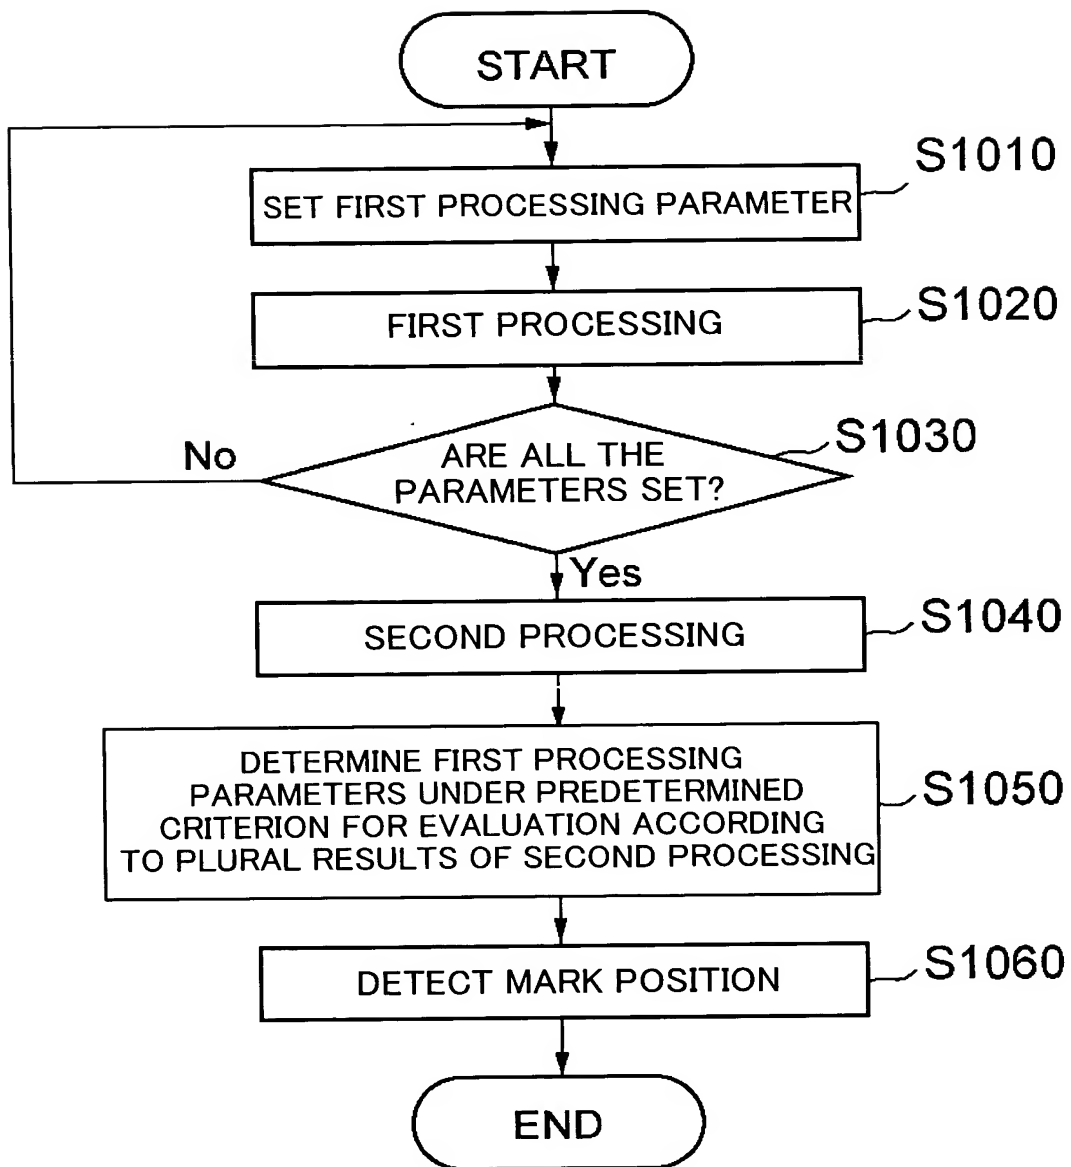 START
S1010
SET FIRST PROCESSING PARAMETER
S1020
FIRST PROCESSING
S1030
ARE ALL THE
PARAMETERS SET?
No
Yes
S1040
SECOND PROCESSING
S1050
DETERMINE FIRST PROCESSING
PARAMETERS UNDER PREDETERMINED
CRITERION FOR EVALUATION ACCORDING
TO PLURAL RESULTS OF SECOND PROCESSING
S1060
DETECT MARK POSITION
END